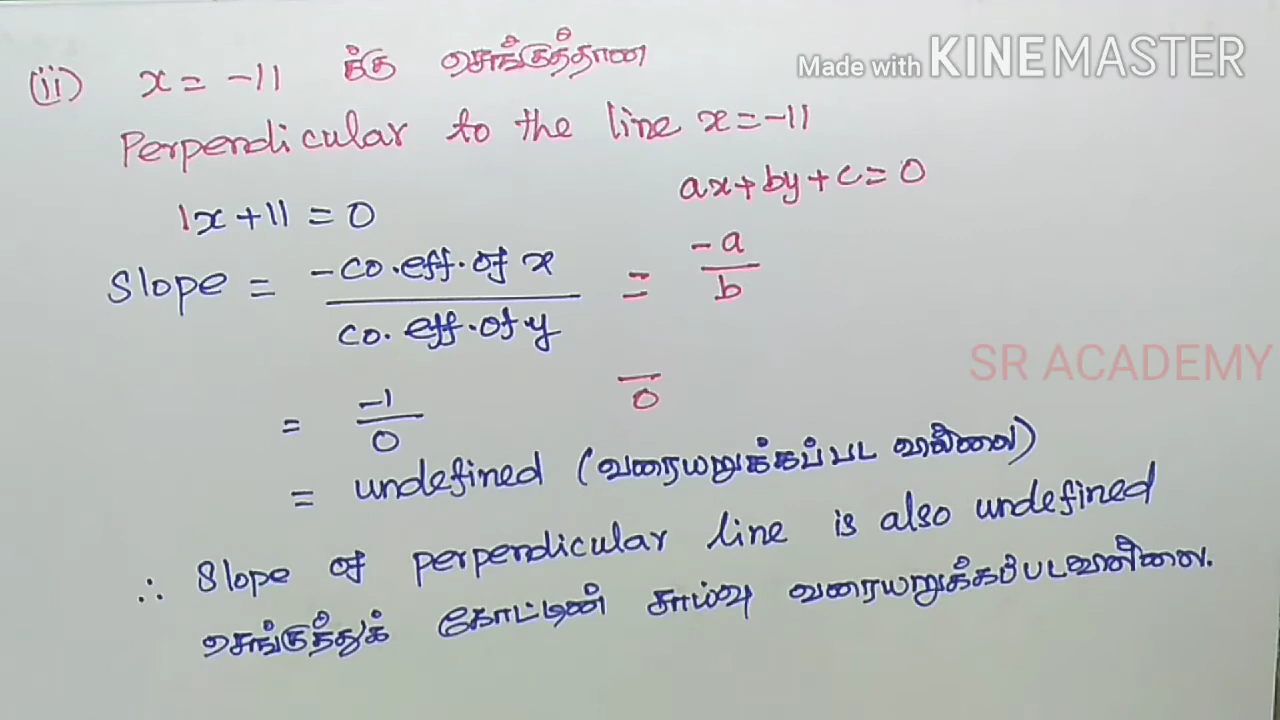 (ii) x = -11 க்கு செங்குத்தான
Made with KINEMASTER
Perpendicular to the line x = -11
ax + by + c = 0
1x + 11 = 0
Slope = -co.eff.of x / co.eff.of y = -a / b
SR ACADEMY
= -1 / 0
0
= undefined (வரையறுக்கப்பட வில்லை)
∴ Slope of perpendicular line is also undefined
செங்குத்துக் கோட்டின் சாய்வு வரையறுக்கப்படவில்லை.